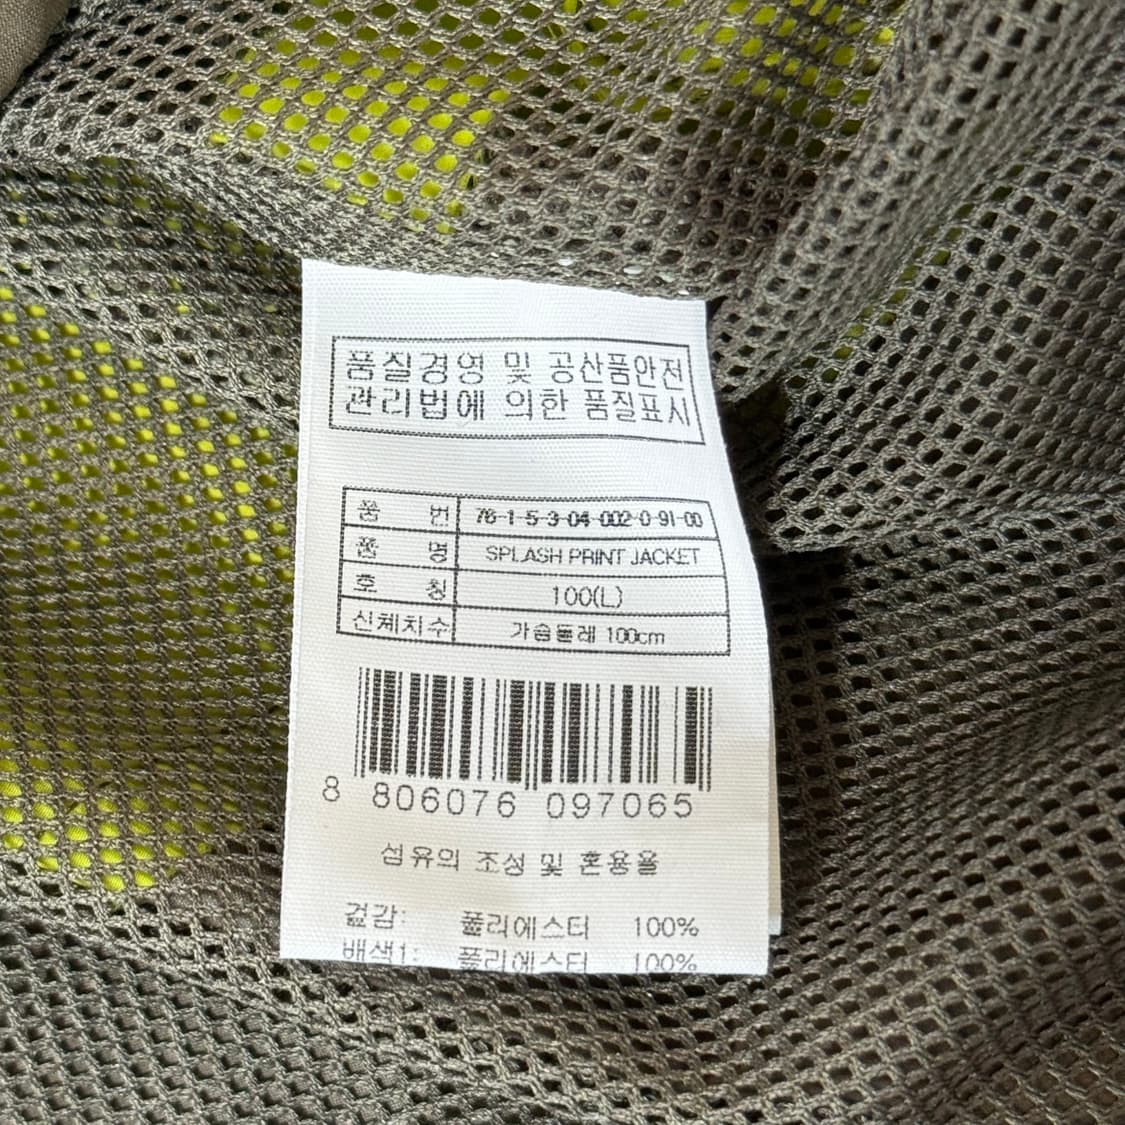 품질경영 및 공산품안전
관리법에 의한 품질표시
품 번 76-1-5-3-04-002-0-91-00
품 명 SPLASH PRINT JACKET
호 칭 100(L)
신체치수 가슴둘레 100cm
8 806076 097065
섬유의 조성 및 혼용율
겉감: 폴리에스터 100%
배색1: 폴리에스터 100%